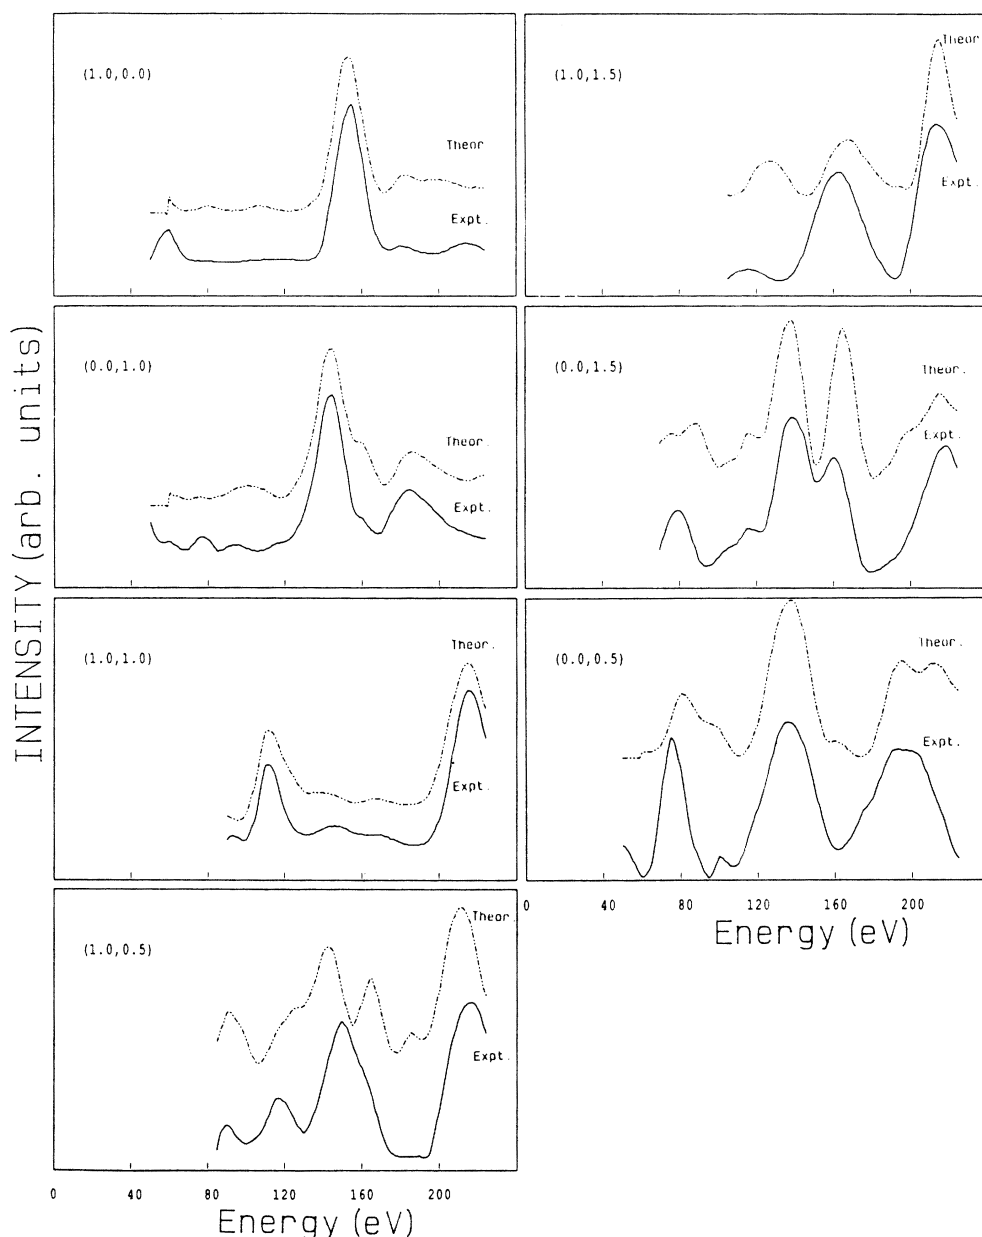 INTENSITY (arb. units)
(1.0,0.0)
Theor
Expt.
(0.0,1.0)
Theor.
Expt.
(1.0,1.0)
Theor.
Expt.
(1.0,0.5)
Theor.
Expt.
0 40 80 120 160 200
Energy (eV)
(1.0,1.5)
Theor
Expt.
(0.0,1.5)
Theor.
Expt.
(0.0,0.5)
Theor.
Expt.
0 40 80 120 160 200
Energy (eV)